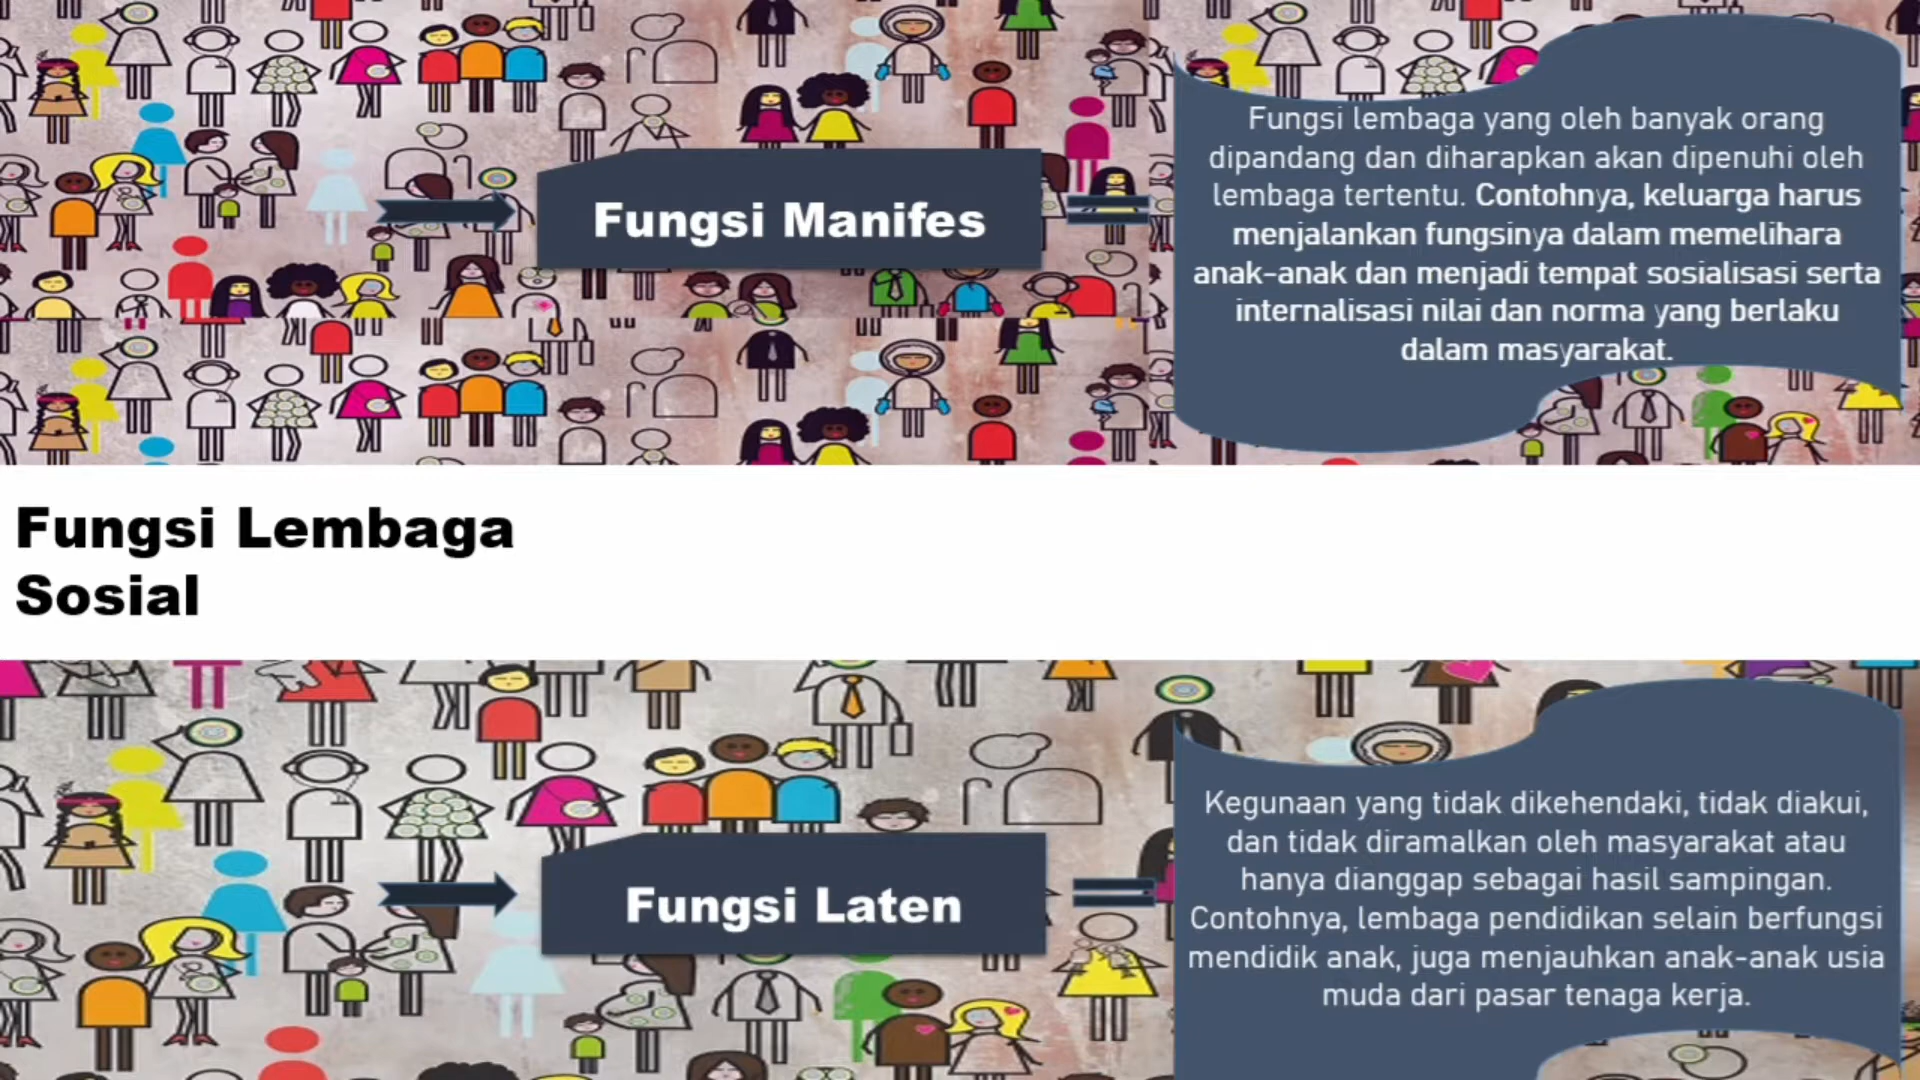 Fungsi Manifes
Fungsi lembaga yang oleh banyak orang
dipandang dan diharapkan akan dipenuhi oleh
lembaga tertentu. Contohnya, keluarga harus
menjalankan fungsinya dalam memelihara
anak-anak dan menjadi tempat sosialisasi serta
internalisasi nilai dan norma yang berlaku
dalam masyarakat.
Fungsi Lembaga
Sosial
Fungsi Laten
Kegunaan yang tidak dikehendaki, tidak diakui,
dan tidak diramalkan oleh masyarakat atau
hanya dianggap sebagai hasil sampingan.
Contohnya, lembaga pendidikan selain berfungsi
mendidik anak, juga menjauhkan anak-anak usia
muda dari pasar tenaga kerja.